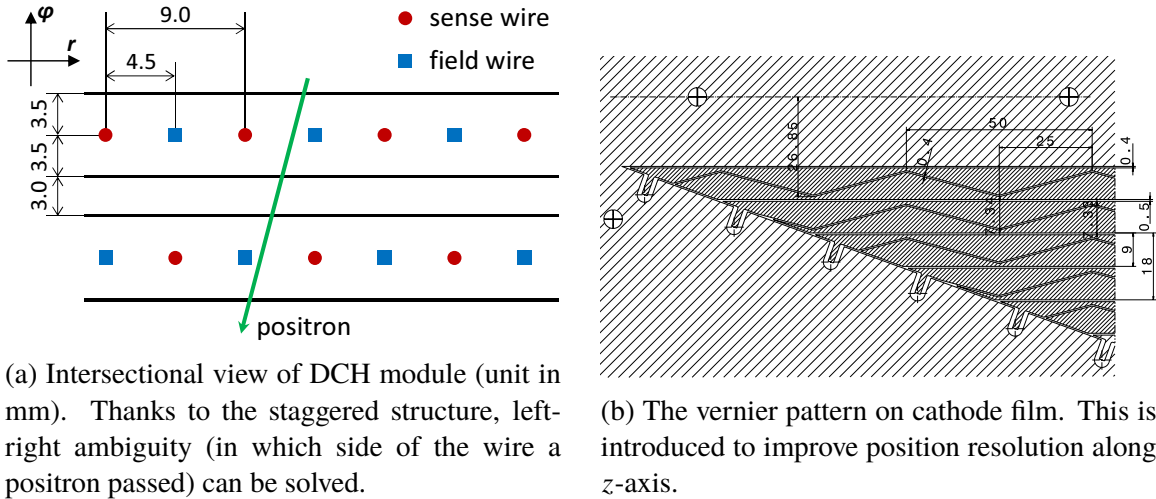 φ
r
9.0
4.5
sense wire
field wire
3.5
3.5
3.0
positron
50
25
26.85
0.4
0.4
7.34
0.5
9
18
(a) Intersectional view of DCH module (unit in
mm). Thanks to the staggered structure, left-
right ambiguity (in which side of the wire a
positron passed) can be solved.
(b) The vernier pattern on cathode film. This is
introduced to improve position resolution along
z-axis.